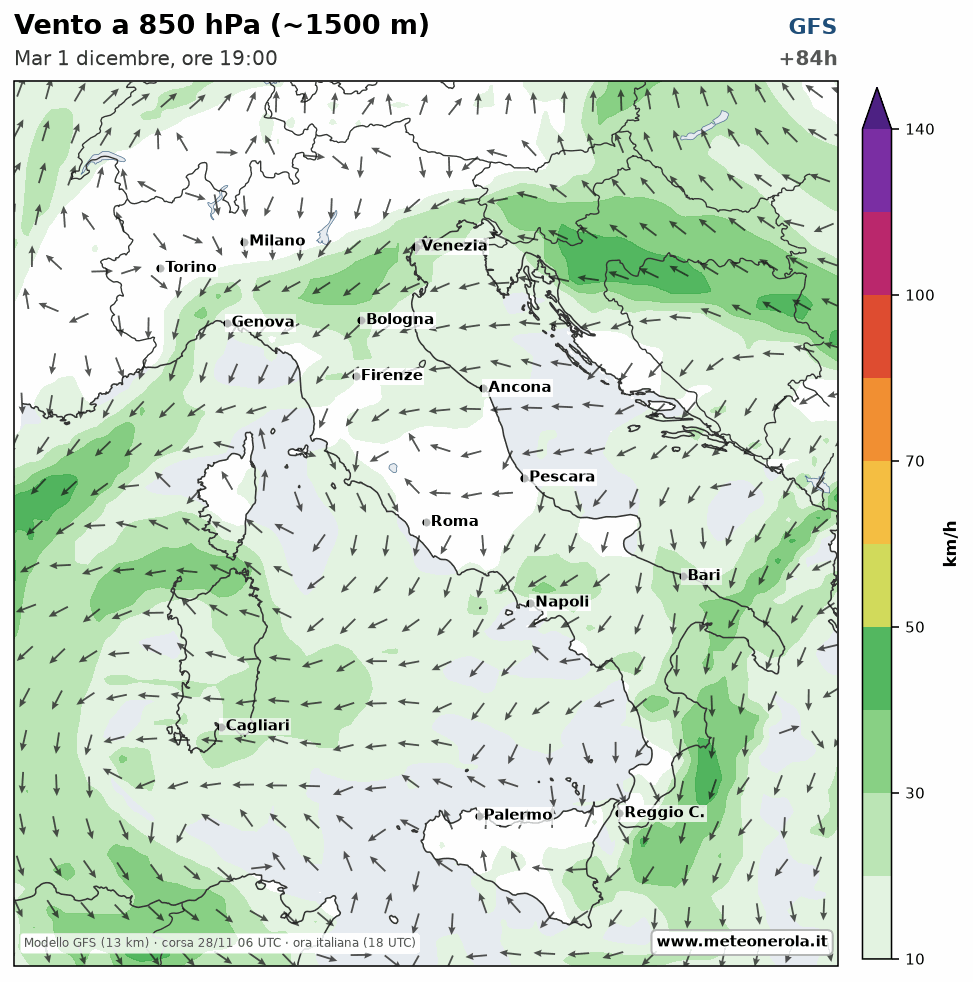 Vento a 850 hPa (~1500 m)
GFS
Mar 1 dicembre, ore 19:00
+84h
Milano
Venezia
Torino
Genova
Bologna
Firenze
Ancona
Pescara
Roma
Bari
Napoli
Cagliari
Palermo
Reggio C.
140
100
70
50
30
10
km/h
Modello GFS (13 km) · corsa 28/11 06 UTC · ora italiana (18 UTC)
www.meteonerola.it